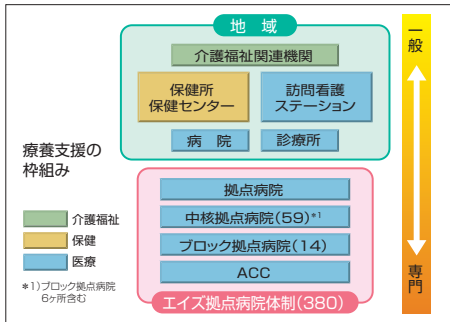 地 域
介護福祉関連機関
保健所
保健センター
訪問看護
ステーション
病 院
診療所
一般
療養支援の
枠組み
介護福祉
保健
医療
*1)ブロック拠点病院
6ヶ所含む
拠点病院
中核拠点病院(59)*1
ブロック拠点病院(14)
ACC
エイズ拠点病院体制(380)
専門